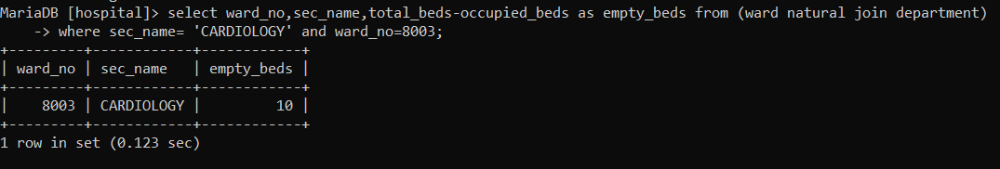 MariaDB [hospital]> select ward_no,sec_name,total_beds-occupied_beds as empty_beds from (ward natural join department)
    -> where sec_name= 'CARDIOLOGY' and ward_no=8003;
+---------+------------+------------+
| ward_no | sec_name   | empty_beds |
+---------+------------+------------+
|    8003 | CARDIOLOGY |         10 |
+---------+------------+------------+
1 row in set (0.123 sec)